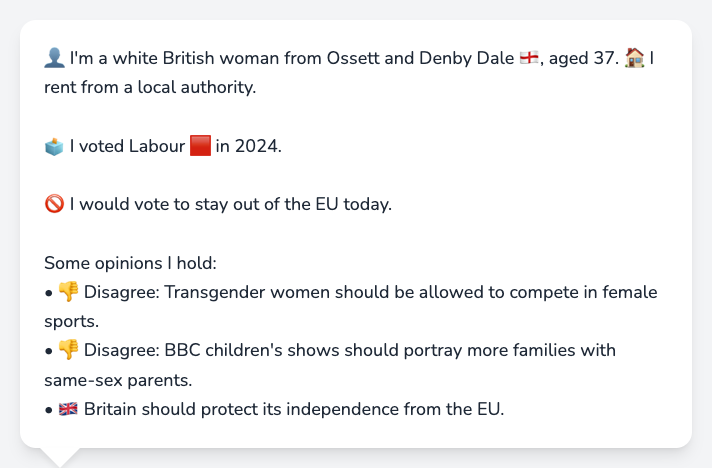 👤 I'm a white British woman from Ossett and Denby Dale 🏴󠁧󠁢󠁥󠁮󠁧󠁿, aged 37. 🏠 I
rent from a local authority.
🗳️ I voted Labour 🟥 in 2024.
🚫 I would vote to stay out of the EU today.
Some opinions I hold:
• 👎 Disagree: Transgender women should be allowed to compete in female
sports.
• 👎 Disagree: BBC children's shows should portray more families with
same-sex parents.
• 🇬🇧 Britain should protect its independence from the EU.